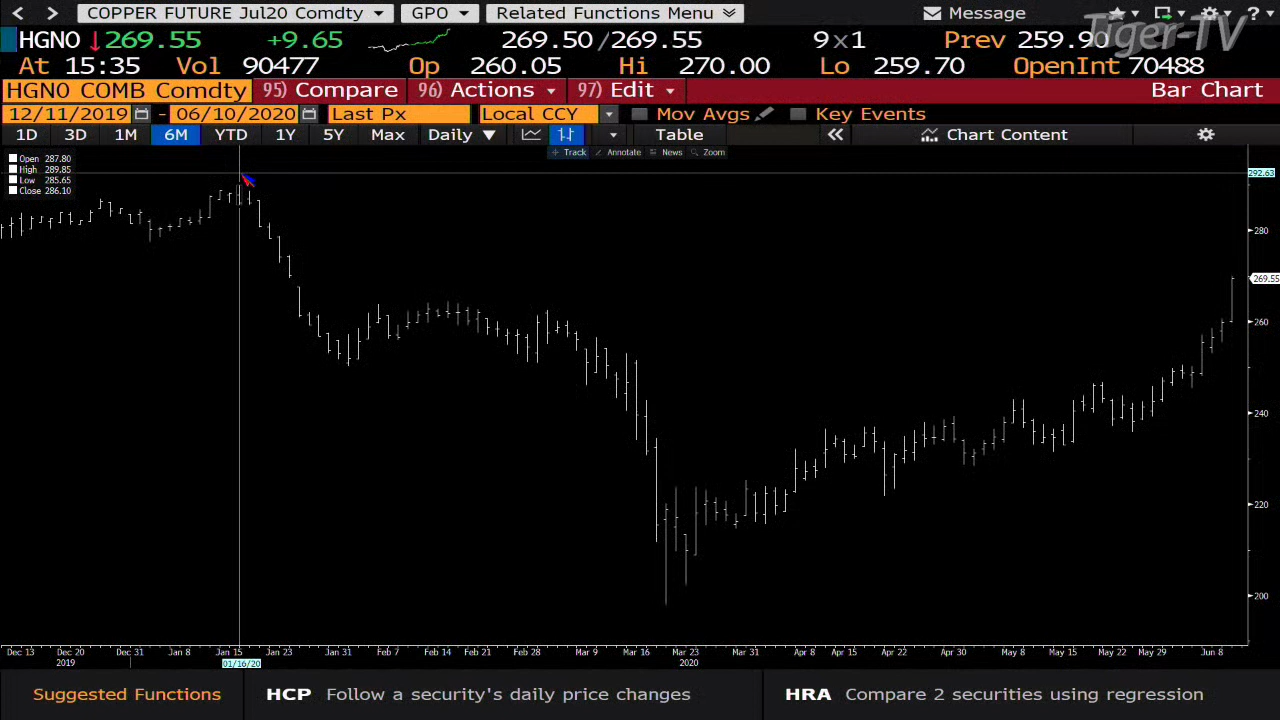 COPPER FUTURE Jul20 Comdty GPO Related Functions Menu Message ?
Tiger-TV
HGN0 ↓269.55 +9.65 269.50/269.55 9x1 Prev 259.90
At 15:35 Vol 90477 Op 260.05 Hi 270.00 Lo 259.70 OpenInt 70488
HGN0 COMB Comdty 95) Compare 96) Actions 97) Edit Bar Chart
12/11/2019 - 06/10/2020 Last Px Local CCY Mov Avgs Key Events
1D 3D 1M 6M YTD 1Y 5Y Max Daily ▼ Table « Chart Content
+ Track Annotate News Zoom
Open 287.80
High 289.85
Low 285.65
Close 286.10
292.63
280
269.55
260
240
220
200
Dec 13 Dec 20 Dec 31 Jan 8 Jan 15 Jan 23 Jan 31 Feb 7 Feb 14 Feb 21 Feb 28 Mar 9 Mar 16 Mar 23 Mar 31 Apr 8 Apr 15 Apr 22 Apr 30 May 8 May 15 May 22 May 29 Jun 8
2019 01/16/20 2020
Suggested Functions HCP Follow a security's daily price changes HRA Compare 2 securities using regression